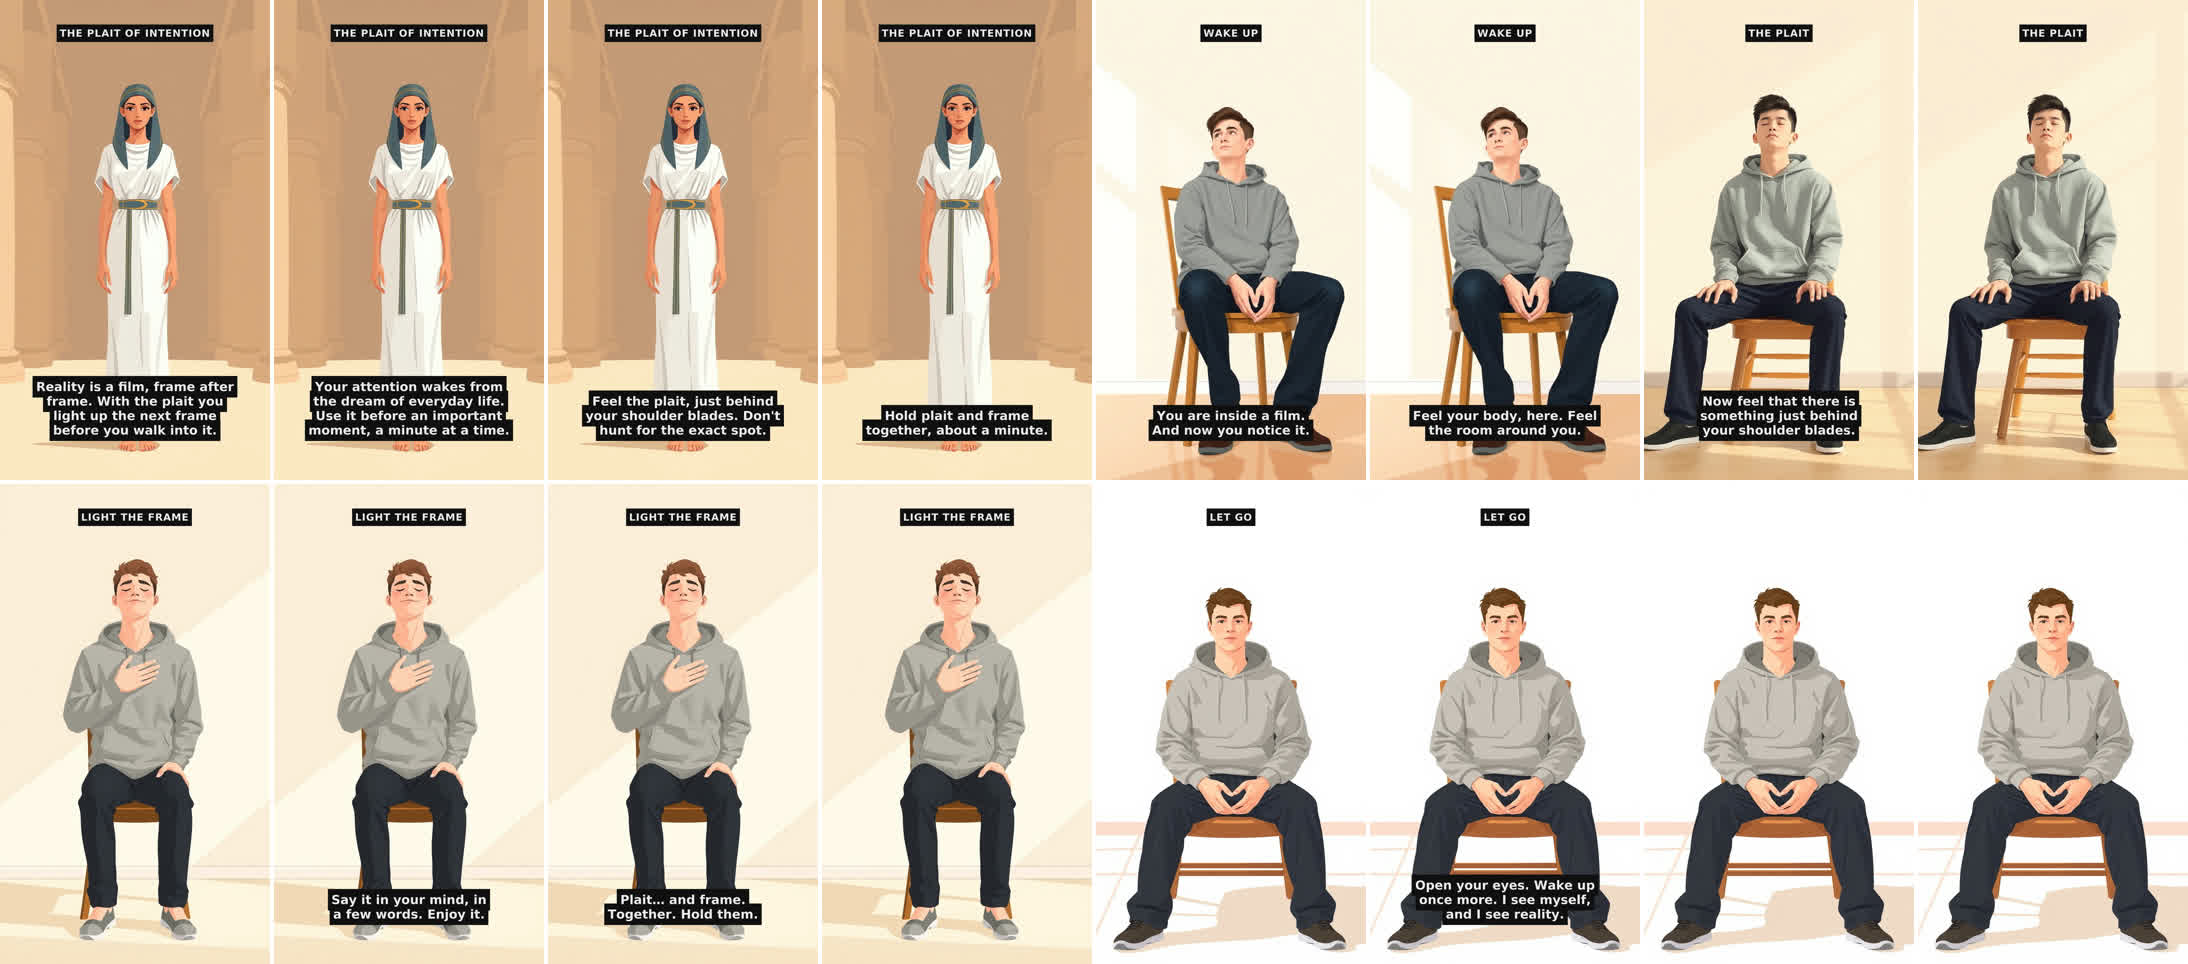 THE PLAIT OF INTENTION
Reality is a film, frame after
frame. With the plait you
light up the next frame
before you walk into it.
THE PLAIT OF INTENTION
Your attention wakes from
the dream of everyday life.
Use it before an important
moment, a minute at a time.
THE PLAIT OF INTENTION
Feel the plait, just behind
your shoulder blades. Don't
hunt for the exact spot.
THE PLAIT OF INTENTION
Hold plait and frame
together, about a minute.
WAKE UP
You are inside a film.
And now you notice it.
WAKE UP
Feel your body, here. Feel
the room around you.
THE PLAIT
Now feel that there is
something just behind
your shoulder blades.
THE PLAIT
LIGHT THE FRAME
LIGHT THE FRAME
Say it in your mind, in
a few words. Enjoy it.
LIGHT THE FRAME
Plait... and frame.
Together. Hold them.
LIGHT THE FRAME
LET GO
LET GO
Open your eyes. Wake up
once more. I see myself,
and I see reality.